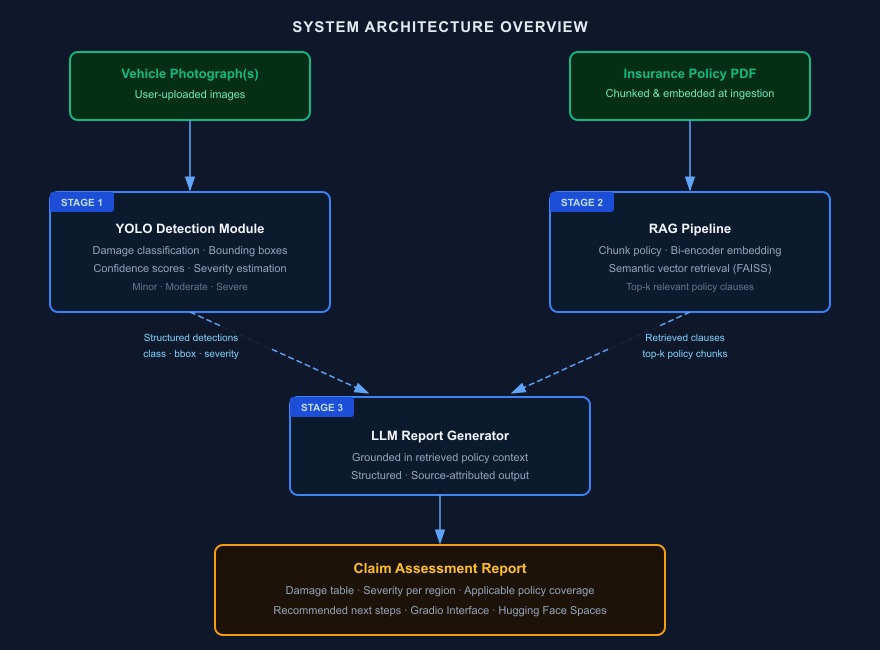 SYSTEM ARCHITECTURE OVERVIEW
Vehicle Photograph(s)
User-uploaded images
Insurance Policy PDF
Chunked & embedded at ingestion
STAGE 1
YOLO Detection Module
Damage classification · Bounding boxes
Confidence scores · Severity estimation
Minor · Moderate · Severe
STAGE 2
RAG Pipeline
Chunk policy · Bi-encoder embedding
Semantic vector retrieval (FAISS)
Top-k relevant policy clauses
Structured detections
class · bbox · severity
Retrieved clauses
top-k policy chunks
STAGE 3
LLM Report Generator
Grounded in retrieved policy context
Structured · Source-attributed output
Claim Assessment Report
Damage table · Severity per region · Applicable policy coverage
Recommended next steps · Gradio Interface · Hugging Face Spaces